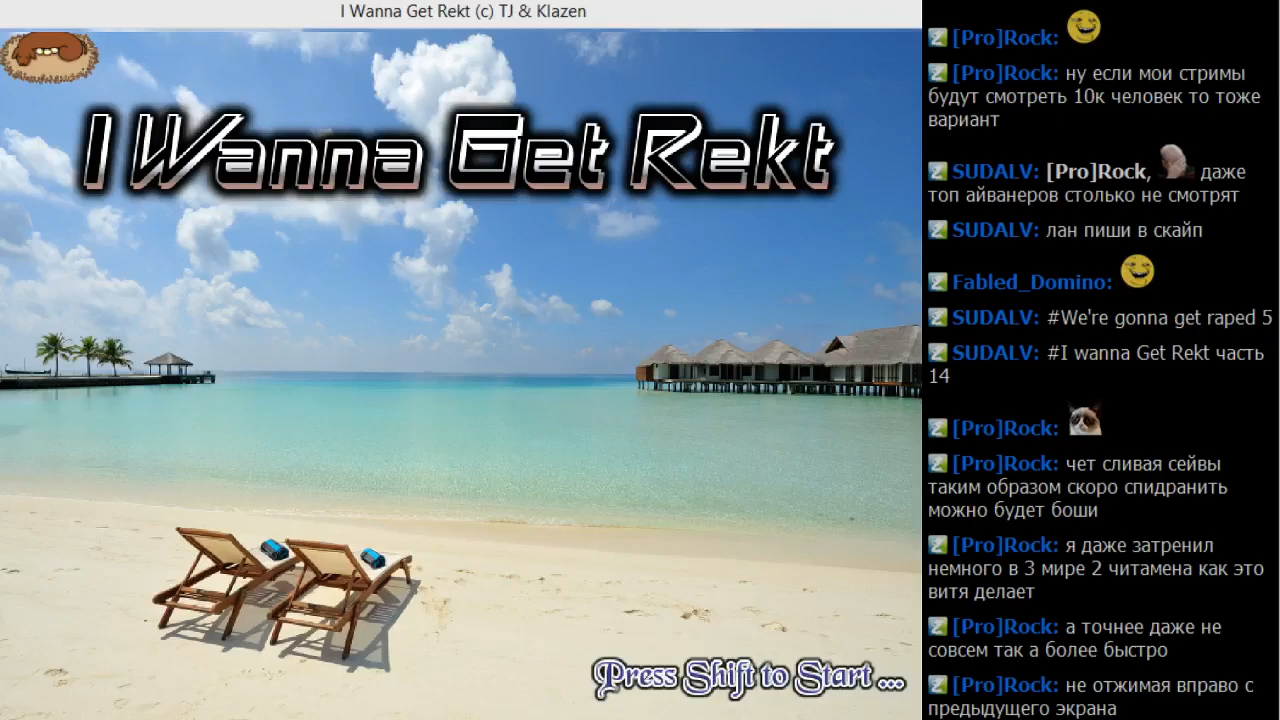 I Wanna Get Rekt (c) TJ & Klazen
I Wanna Get Rekt
Press Shift to Start ...
[Pro]Rock:
[Pro]Rock: ну если мои стримы
будут смотреть 10к человек то тоже
вариант
SUDALV: [Pro]Rock, даже
топ айванеров столько не смотрят
SUDALV: лан пиши в скайп
Fabled_Domino:
SUDALV: #We're gonna get raped 5
SUDALV: #I wanna Get Rekt часть
14
[Pro]Rock:
[Pro]Rock: чет сливая сейвы
таким образом скоро спидранить
можно будет боши
[Pro]Rock: я даже затренил
немного в 3 мире 2 читамена как это
витя делает
[Pro]Rock: а точнее даже не
совсем так а более быстро
[Pro]Rock: не отжимая вправо с
предыдущего экрана